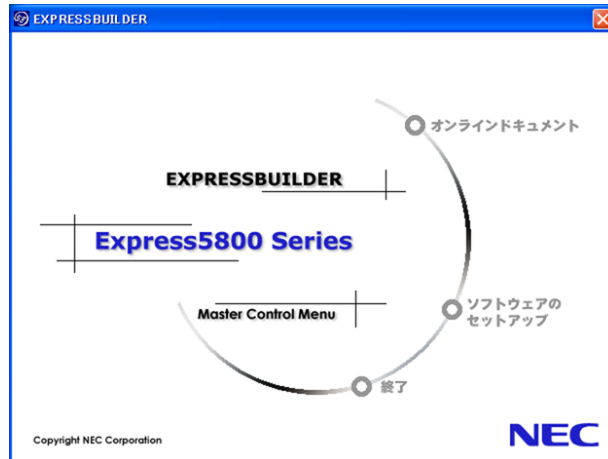 EXPRESSBUILDER
オンラインドキュメント
EXPRESSBUILDER
Express5800 Series
Master Control Menu
ソフトウェアの
セットアップ
終了
Copyright NEC Corporation
NEC